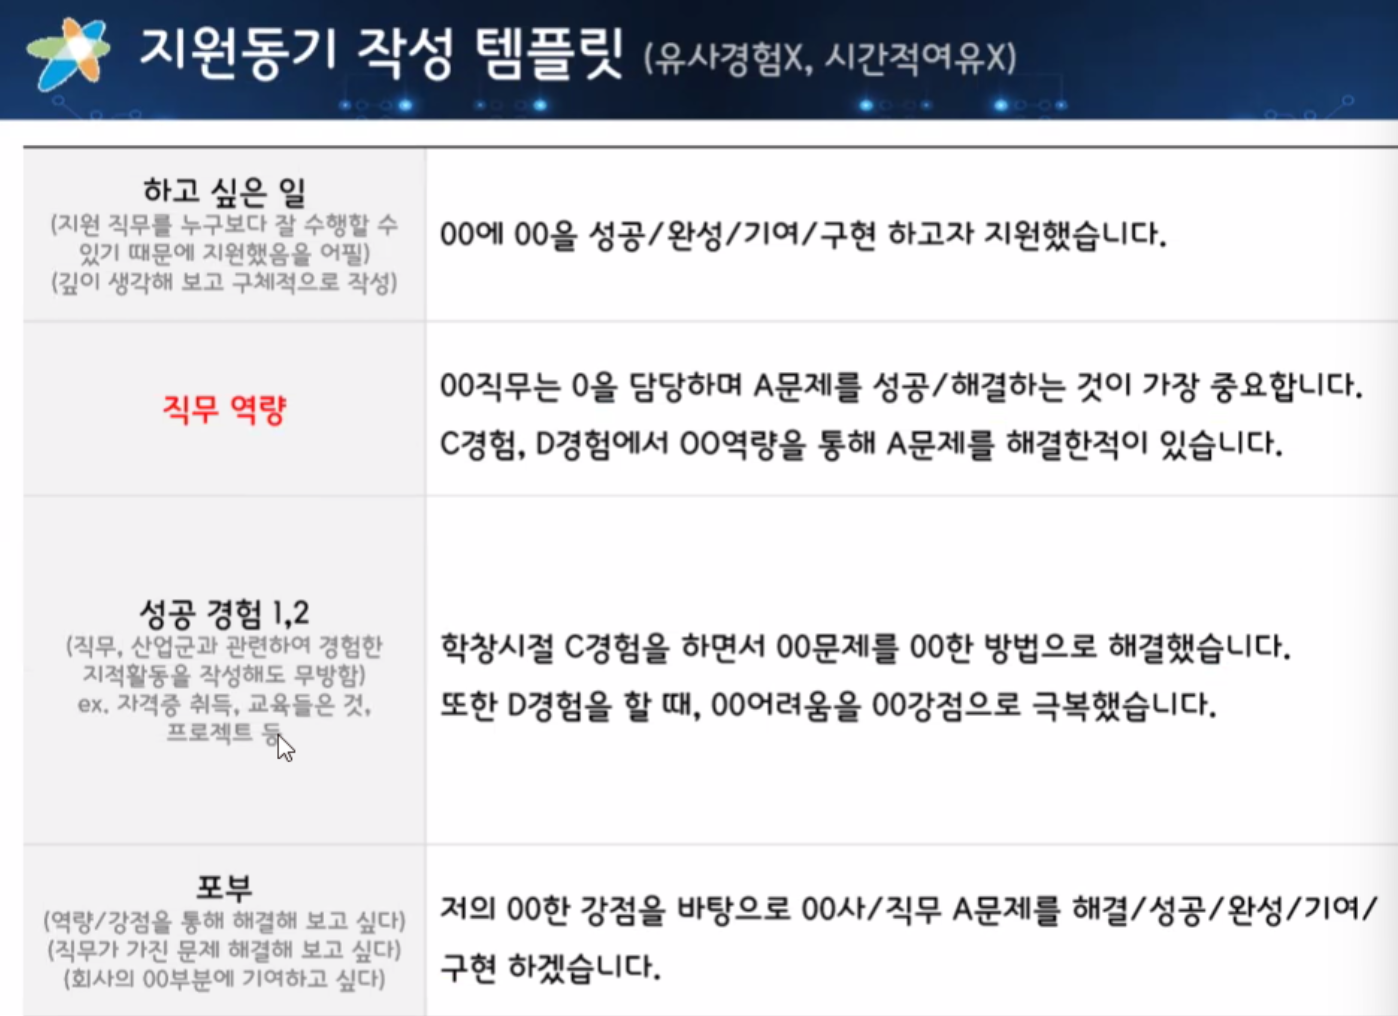 지원동기 작성 템플릿 (유사경험X, 시간적여유X)
하고 싶은 일
(지원 직무를 누구보다 잘 수행할 수
있기 때문에 지원했음을 어필)
(깊이 생각해 보고 구체적으로 작성)
00에 00을 성공/완성/기여/구현 하고자 지원했습니다.
직무 역량
00직무는 0을 담당하며 A문제를 성공/해결하는 것이 가장 중요합니다.
C경험, D경험에서 OO역량을 통해 A문제를 해결한적이 있습니다.
성공 경험 1,2
(직무, 산업군과 관련하여 경험한
지적활동을 작성해도 무방함)
ex. 자격증 취득, 교육들은 것,
프로젝트 등
학창시절 C경험을 하면서 00문제를 00한 방법으로 해결했습니다.
또한 D경험을 할 때, 00어려움을 00강점으로 극복했습니다.
포부
(역량/강점을 통해 해결해 보고 싶다)
(직무가 가진 문제 해결해 보고 싶다)
(회사의 00부분에 기여하고 싶다)
저의 00한 강점을 바탕으로 00사/직무 A문제를 해결/성공/완성/기여/
구현 하겠습니다.